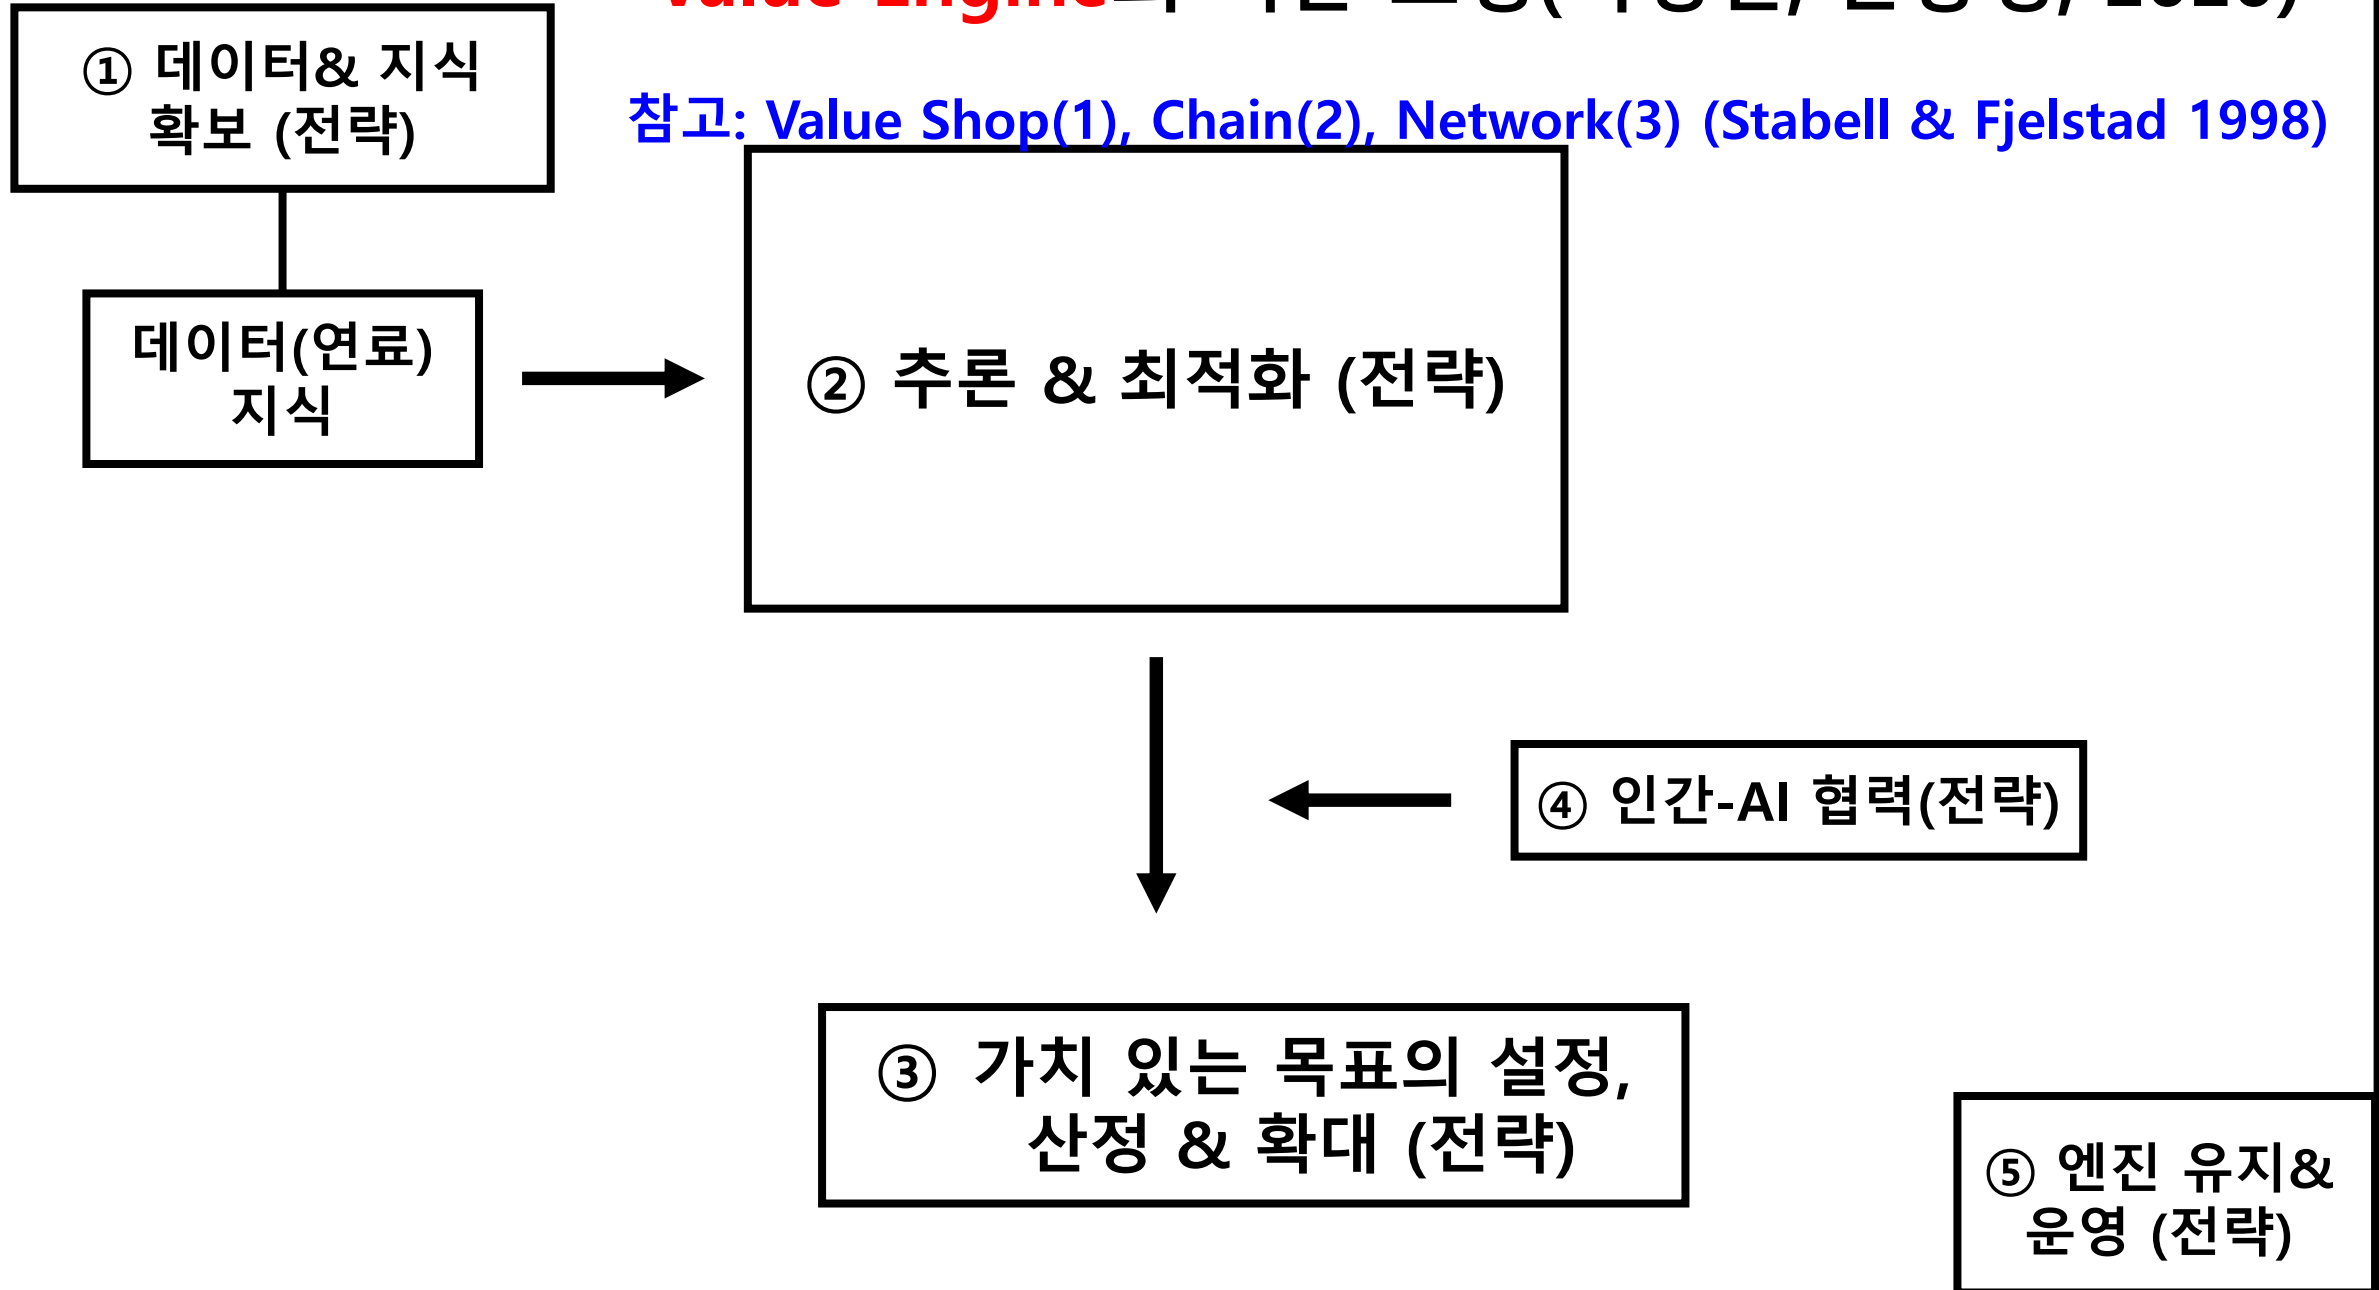 Value Engine
① 데이터& 지식
확보 (전략)
참고: Value Shop(1), Chain(2), Network(3) (Stabell & Fjelstad 1998)
데이터(연료)
지식
② 추론 & 최적화 (전략)
④ 인간-AI 협력(전략)
③ 가치 있는 목표의 설정,
산정 & 확대 (전략)
⑤ 엔진 유지&
운영 (전략)